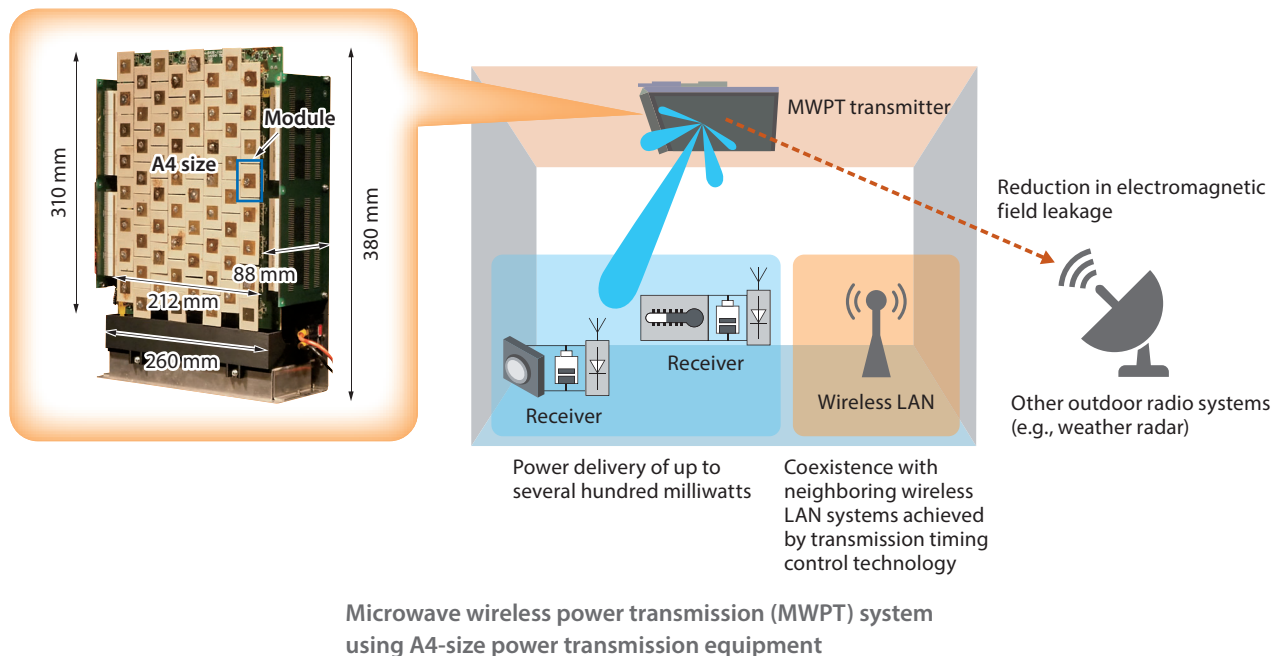 310 mm
Module
A4 size
380 mm
88 mm
212 mm
260 mm
MWPT transmitter
Reduction in electromagnetic
field leakage
Receiver
Receiver
Wireless LAN
Other outdoor radio systems
(e.g., weather radar)
Power delivery of up to
several hundred milliwatts
Coexistence with
neighboring wireless
LAN systems achieved
by transmission timing
control technology
Microwave wireless power transmission (MWPT) system
using A4-size power transmission equipment